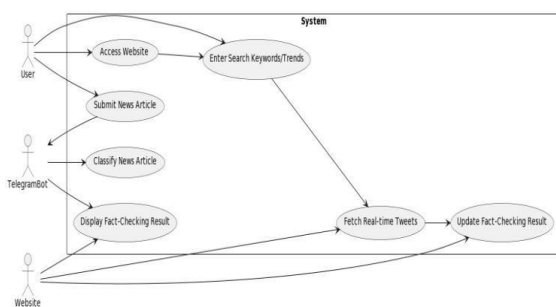 System
Access Website
Enter Search Keywords/Trends
User
Submit News Article
Classify News Article
TelegramBot
Display Fact-Checking Result
Fetch Real-time Tweets
Update Fact-Checking Result
Website